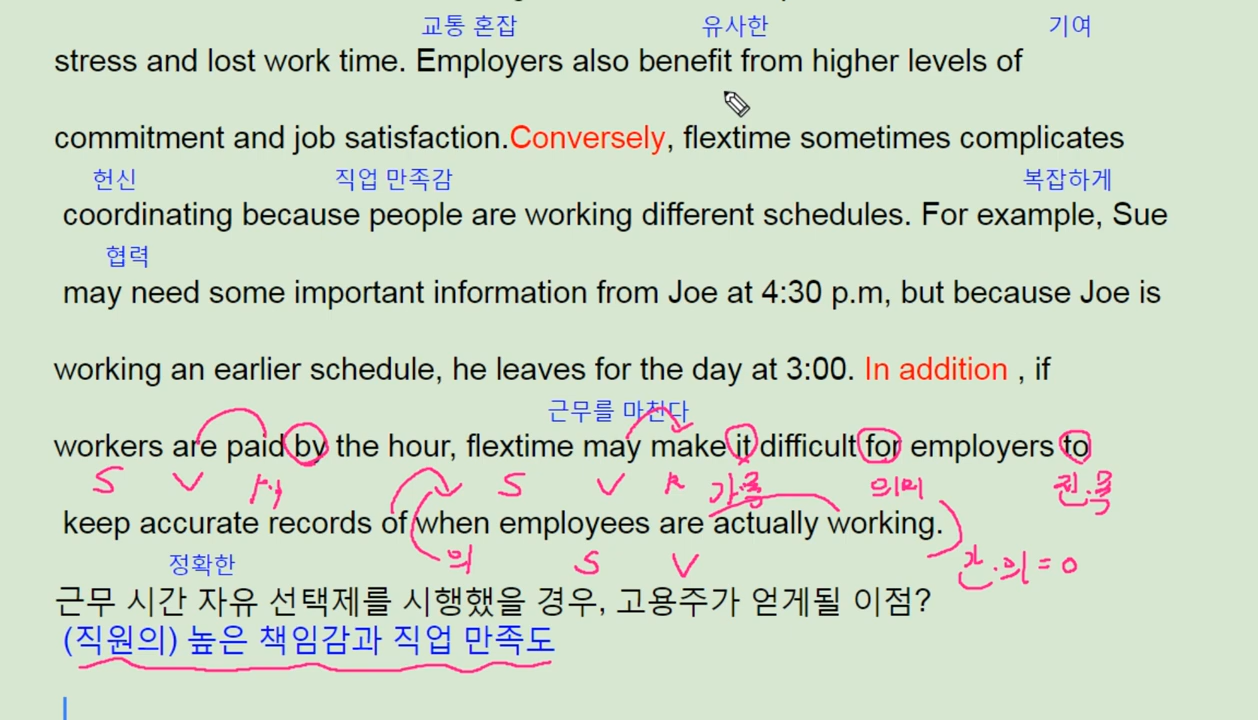 교통 혼잡 유사한 기여
stress and lost work time. Employers also benefit from higher levels of
commitment and job satisfaction.Conversely, flextime sometimes complicates
헌신 직업 만족감 복잡하게
coordinating because people are working different schedules. For example, Sue
협력
may need some important information from Joe at 4:30 p.m, but because Joe is
working an earlier schedule, he leaves for the day at 3:00. In addition , if
근무를 마친다
workers are paid by the hour, flextime may make it difficult for employers to
S V S V 가.목 의미 진.목
keep accurate records of when employees are actually working.
정확한 의 S V 간.의=o
근무 시간 자유 선택제를 시행했을 경우, 고용주가 얻게될 이점?
(직원의) 높은 책임감과 직업 만족도